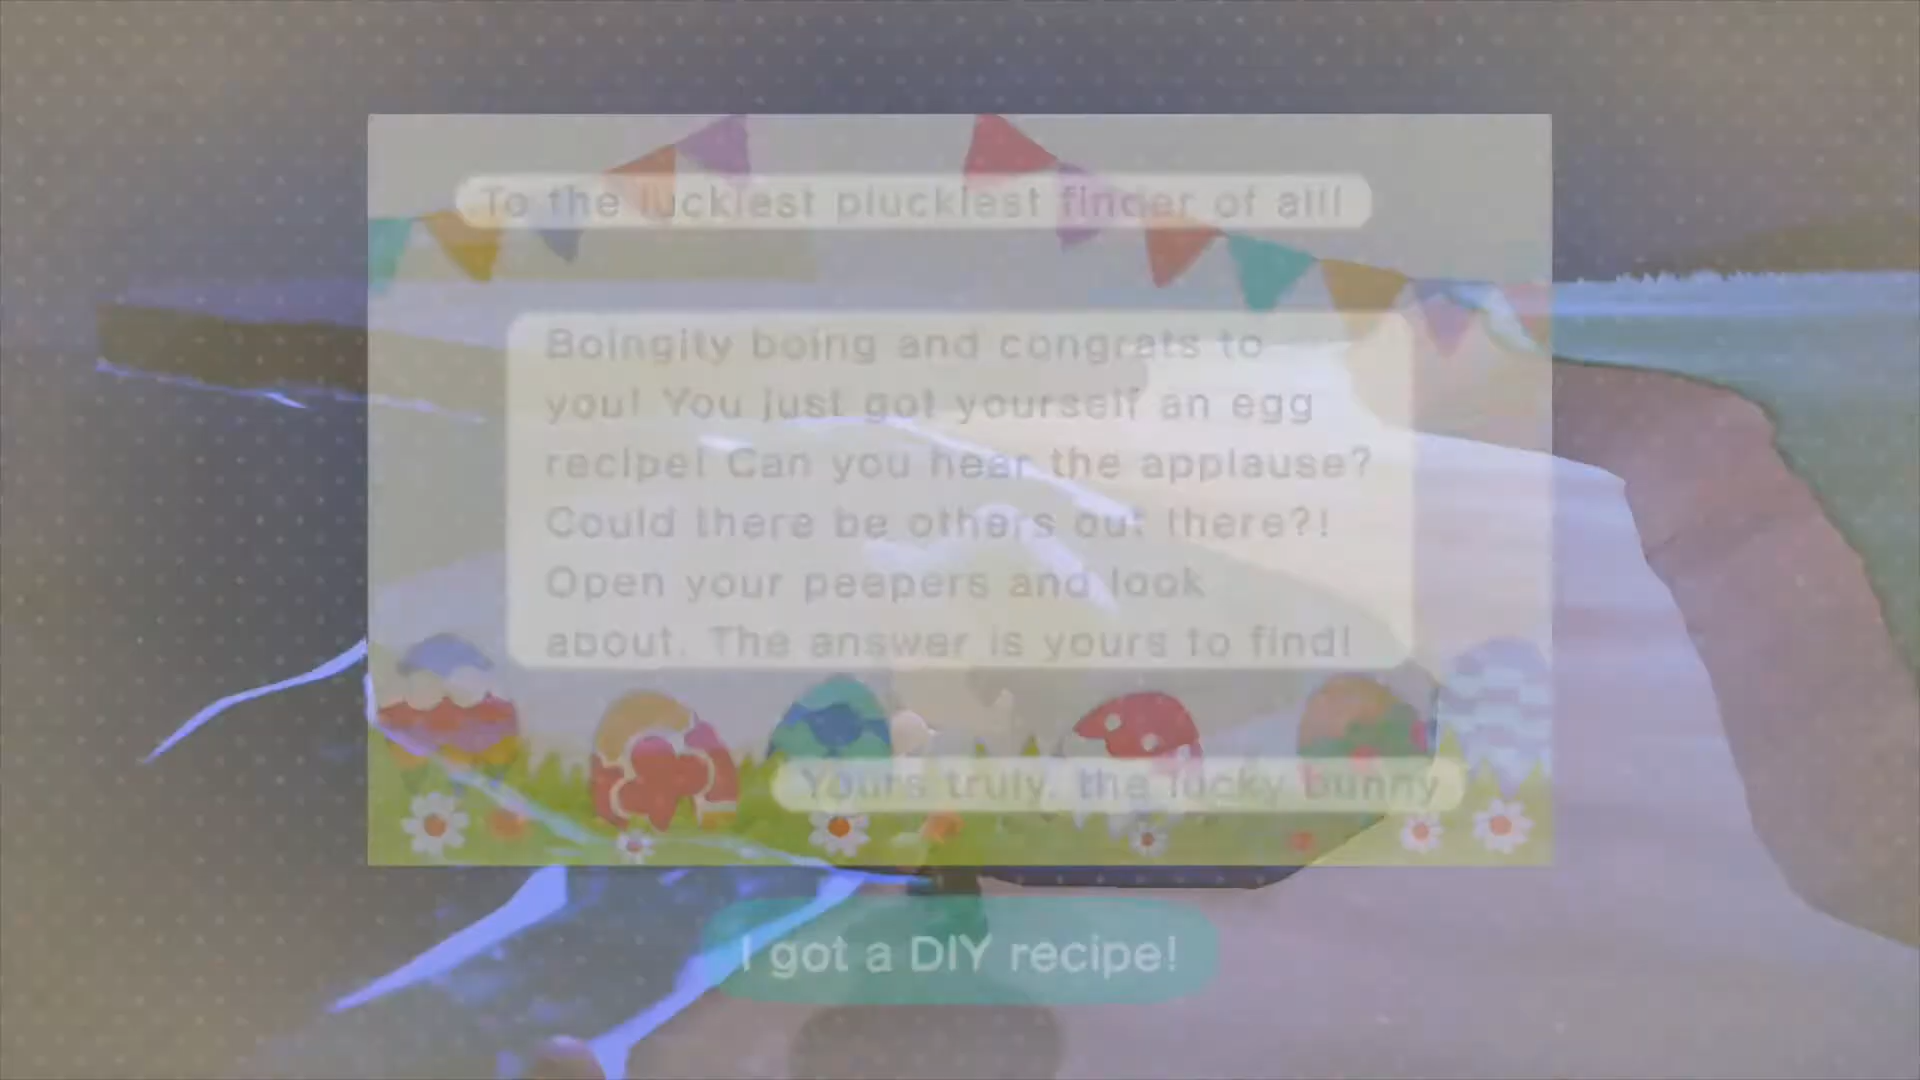 To the luckiest pluckiest finder of all!
Boingity boing and congrats to
you! You just got yourself an egg
recipe! Can you hear the applause?
Could there be others out there?!
Open your peepers and look
about. The answer is yours to find!
Yours truly, the lucky bunny
I got a DIY recipe!